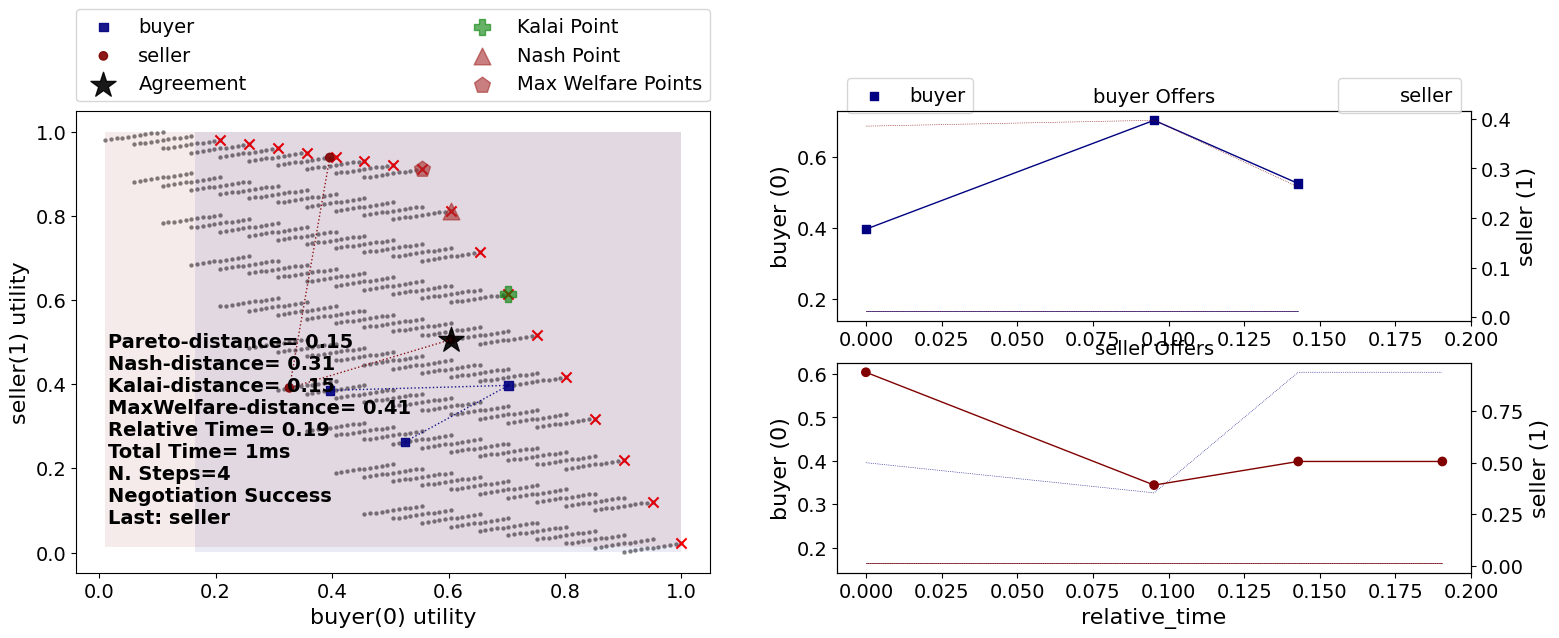 buyer
seller
Agreement
Kalai Point
Nash Point
Max Welfare Points
1.0
0.8
0.6
0.4
0.2
0.0
seller(1) utility
Pareto-distance= 0.15
Nash-distance= 0.31
Kalai-distance= 0.15
MaxWelfare-distance= 0.41
Relative Time= 0.19
Total Time= 1ms
N. Steps=4
Negotiation Success
Last: seller
0.0 0.2 0.4 0.6 0.8 1.0
buyer(0) utility
buyer
buyer Offers
seller
0.6
0.4
0.2
buyer (0)
0.4
0.3
0.2
0.1
0.0
seller (1)
0.000 0.025 0.050 0.075 0.100 0.125 0.150 0.175 0.200
seller Offers
0.6
0.5
0.4
0.3
0.2
buyer (0)
0.75
0.50
0.25
0.00
seller (1)
0.000 0.025 0.050 0.075 0.100 0.125 0.150 0.175 0.200
relative_time